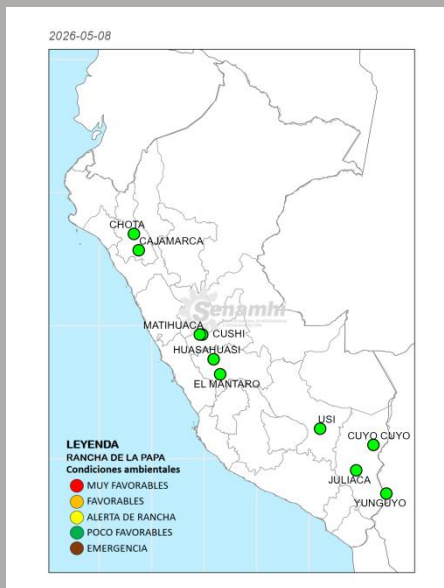 2026-05-08
CHOTA
CAJAMARCA
Senamhi
MATIHUACA
CUSHI
HUASAHUASI
EL MANTARO
USI
CUYO CUYO
JULIACA
YUNGUYO
LEYENDA
RANCHA DE LA PAPA
Condiciones ambientales
MUY FAVORABLES
FAVORABLES
ALERTA DE RANCHA
POCO FAVORABLES
EMERGENCIA